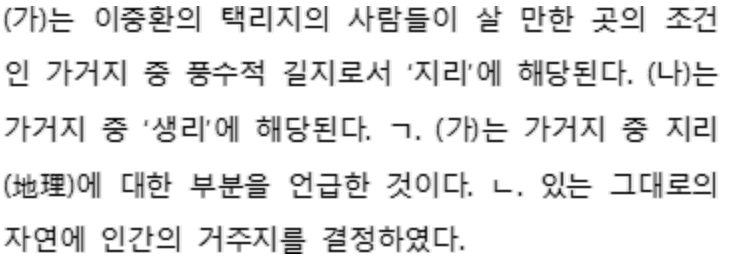 (가)는 이중환의 택리지의 사람들이 살 만한 곳의 조건
인 가거지 중 풍수적 길지로서 ‘지리’에 해당된다. (나)는
가거지 중 ‘생리’에 해당된다. ㄱ. (가)는 가거지 중 지리
(地理)에 대한 부분을 언급한 것이다. ㄴ. 있는 그대로의
자연에 인간의 거주지를 결정하였다.